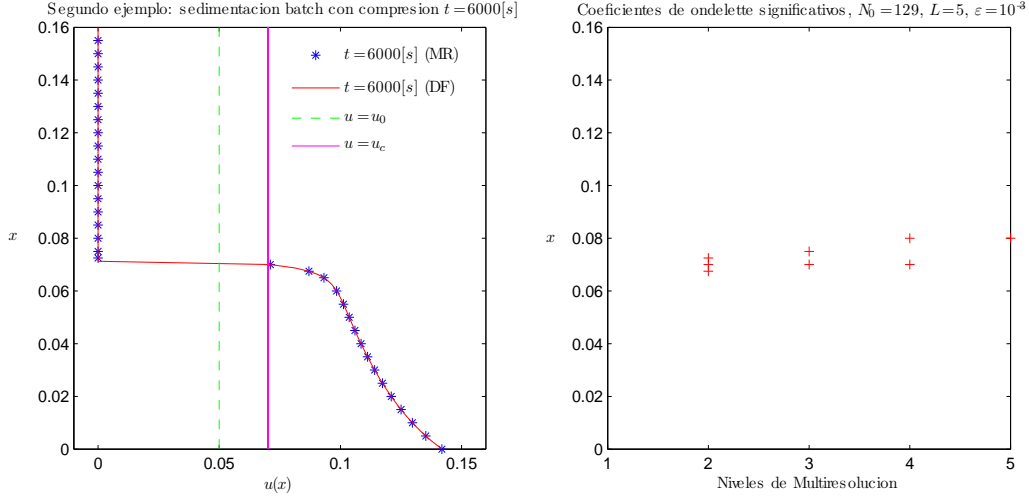 Segundo ejemplo: sedimentacion batch con compresion t=6000[s]
0.16
0.14
0.12
0.1
0.08
0.06
0.04
0.02
0
x
t=6000[s] (MR)
t=6000[s] (DF)
u=u₀
u=u_c
0
0.05
0.1
0.15
u(x)
Coeficientes de ondelette significativos, N₀=129, L=5, ε=10⁻³
0.16
0.14
0.12
0.1
0.08
0.06
0.04
0.02
0
x
1
2
3
4
5
Niveles de Multiresolucion